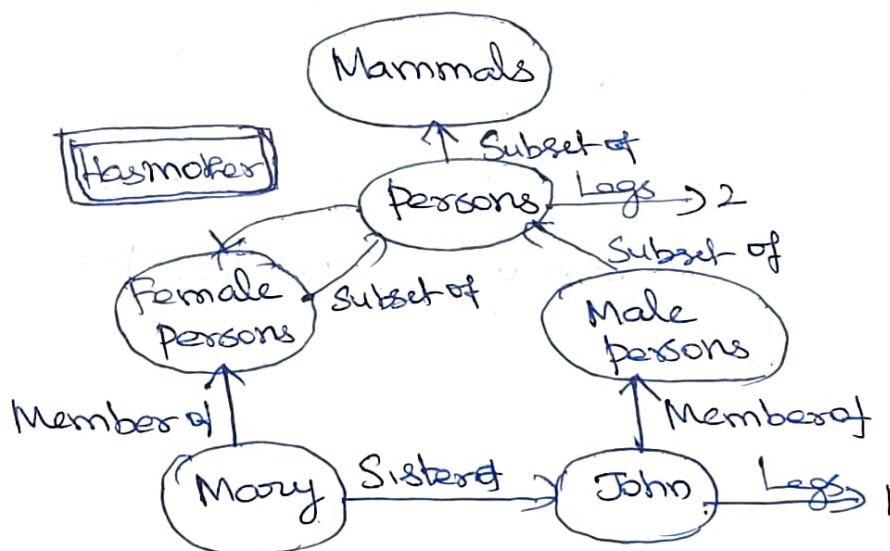 Mammals
Subset of
Hasmother
Persons
Legs
2
Subset of
Female
persons
Subset of
Male
persons
Member of
Member of
Mary
Sister of
John
Legs
1